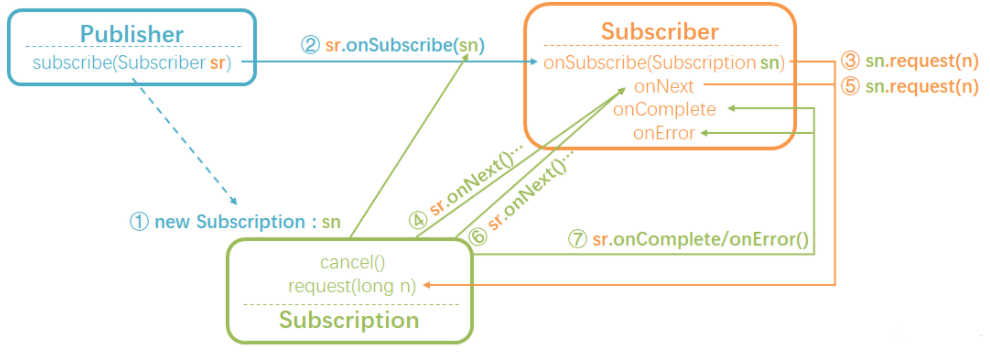 Publisher
subscribe(Subscriber sr)
② sr.onSubscribe(sn)
Subscriber
onSubscribe(Subscription sn)
onNext
onComplete
onError
③ sn.request(n)
⑤ sn.request(n)
① new Subscription : sn
④ sr.onNext()…
⑥ sr.onNext()…
⑦ sr.onComplete/onError()
cancel()
request(long n)
Subscription